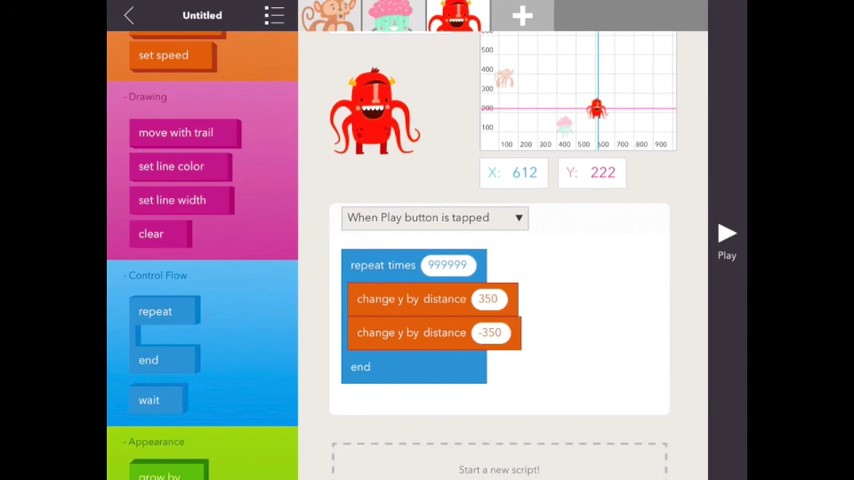 Untitled
set speed
- Drawing
move with trail
set line color
set line width
clear
- Control Flow
repeat
end
wait
- Appearance
grow by
400
300
200
100
100 200 300 400 500 600 700 800 900
X: 612 Y: 222
When Play button is tapped ▼
repeat times 999999
change y by distance 350
change y by distance -350
end
Start a new script!
Play